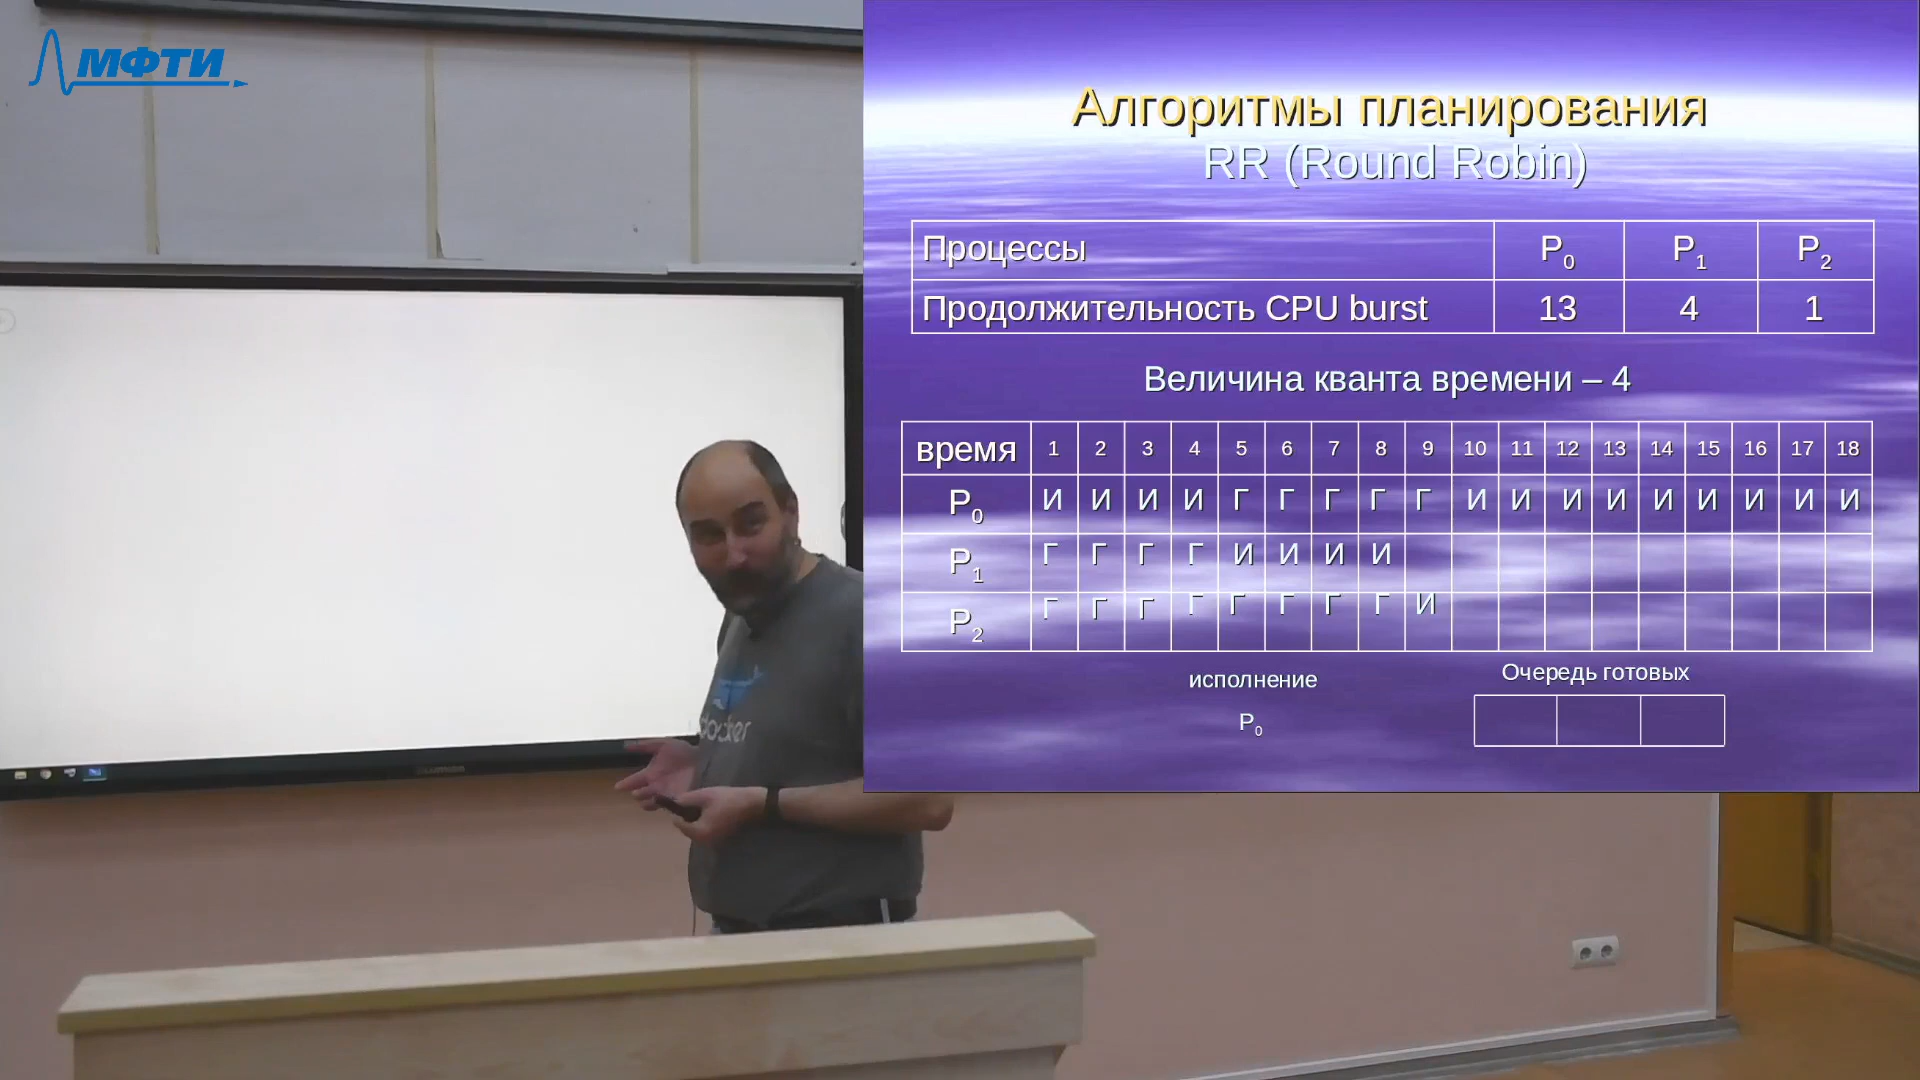 МФТИ
Алгоритмы планирования
RR (Round Robin)
Процессы P0 P1 P2
Продолжительность CPU burst 13 4 1
Величина кванта времени – 4
время 1 2 3 4 5 6 7 8 9 10 11 12 13 14 15 16 17 18
P0 И И И И Г Г Г Г Г И И И И И И И И И
P1 Г Г Г Г И И И И
P2 Г Г Г Г Г Г Г Г И
исполнение
Очередь готовых
P0
docker